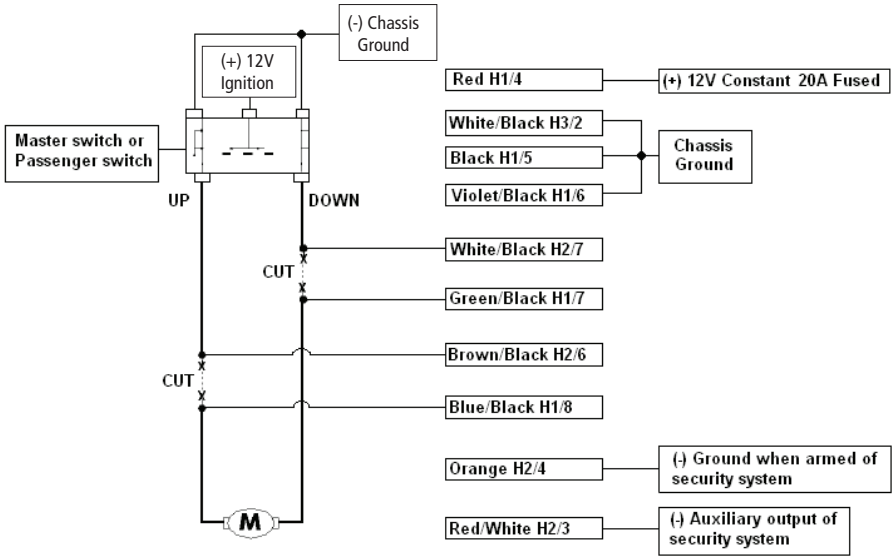 (-) Chassis
Ground
(+) 12V
Ignition
Red H1/4
(+) 12V Constant 20A Fused
White/Black H3/2
Master switch or
Passenger switch
Black H1/5
Chassis
Ground
Violet/Black H1/6
UP
DOWN
White/Black H2/7
CUT
Green/Black H1/7
Brown/Black H2/6
CUT
Blue/Black H1/8
Orange H2/4
(-) Ground when armed of
security system
M
Red/White H2/3
(-) Auxiliary output of
security system